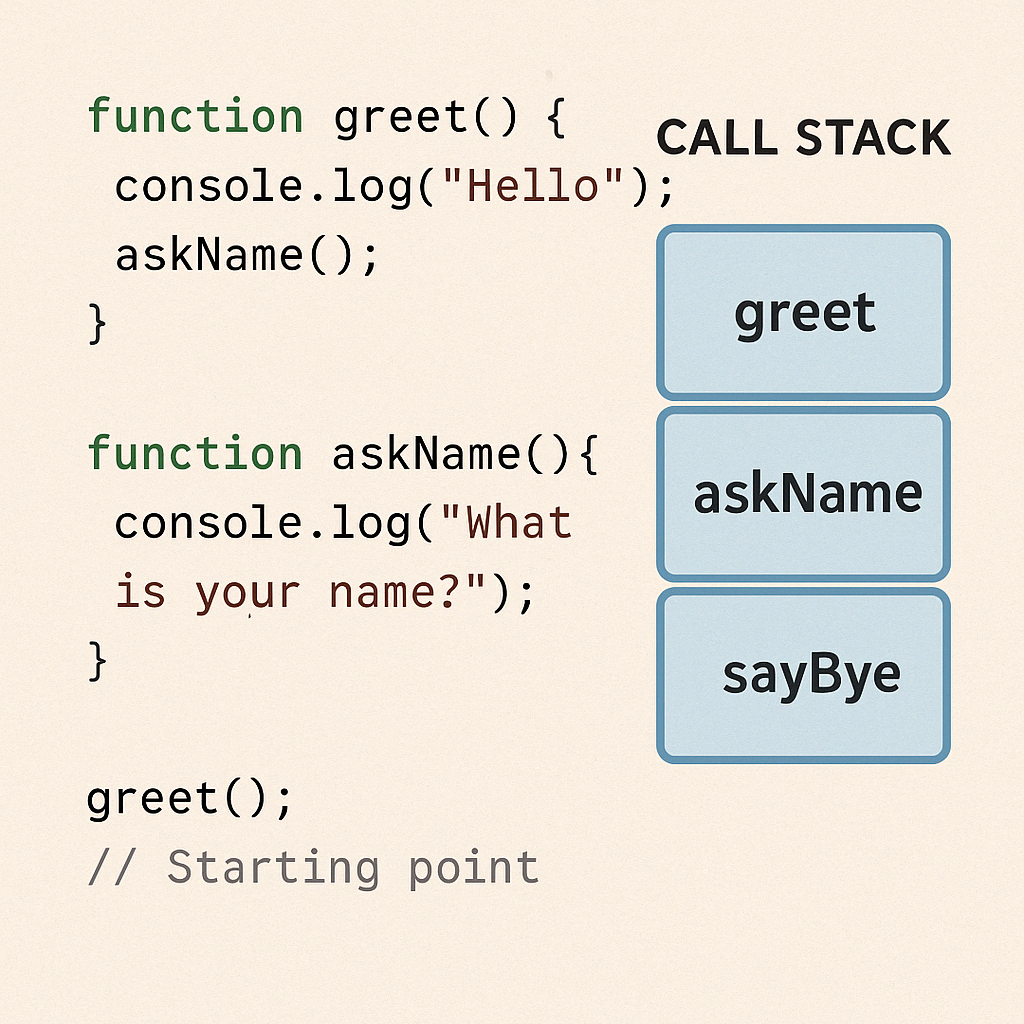 function greet() {
console.log("Hello");
askName();
}
function askName(){
console.log("What
is your name?");
}
greet();
// Starting point
CALL STACK
greet
askName
sayBye